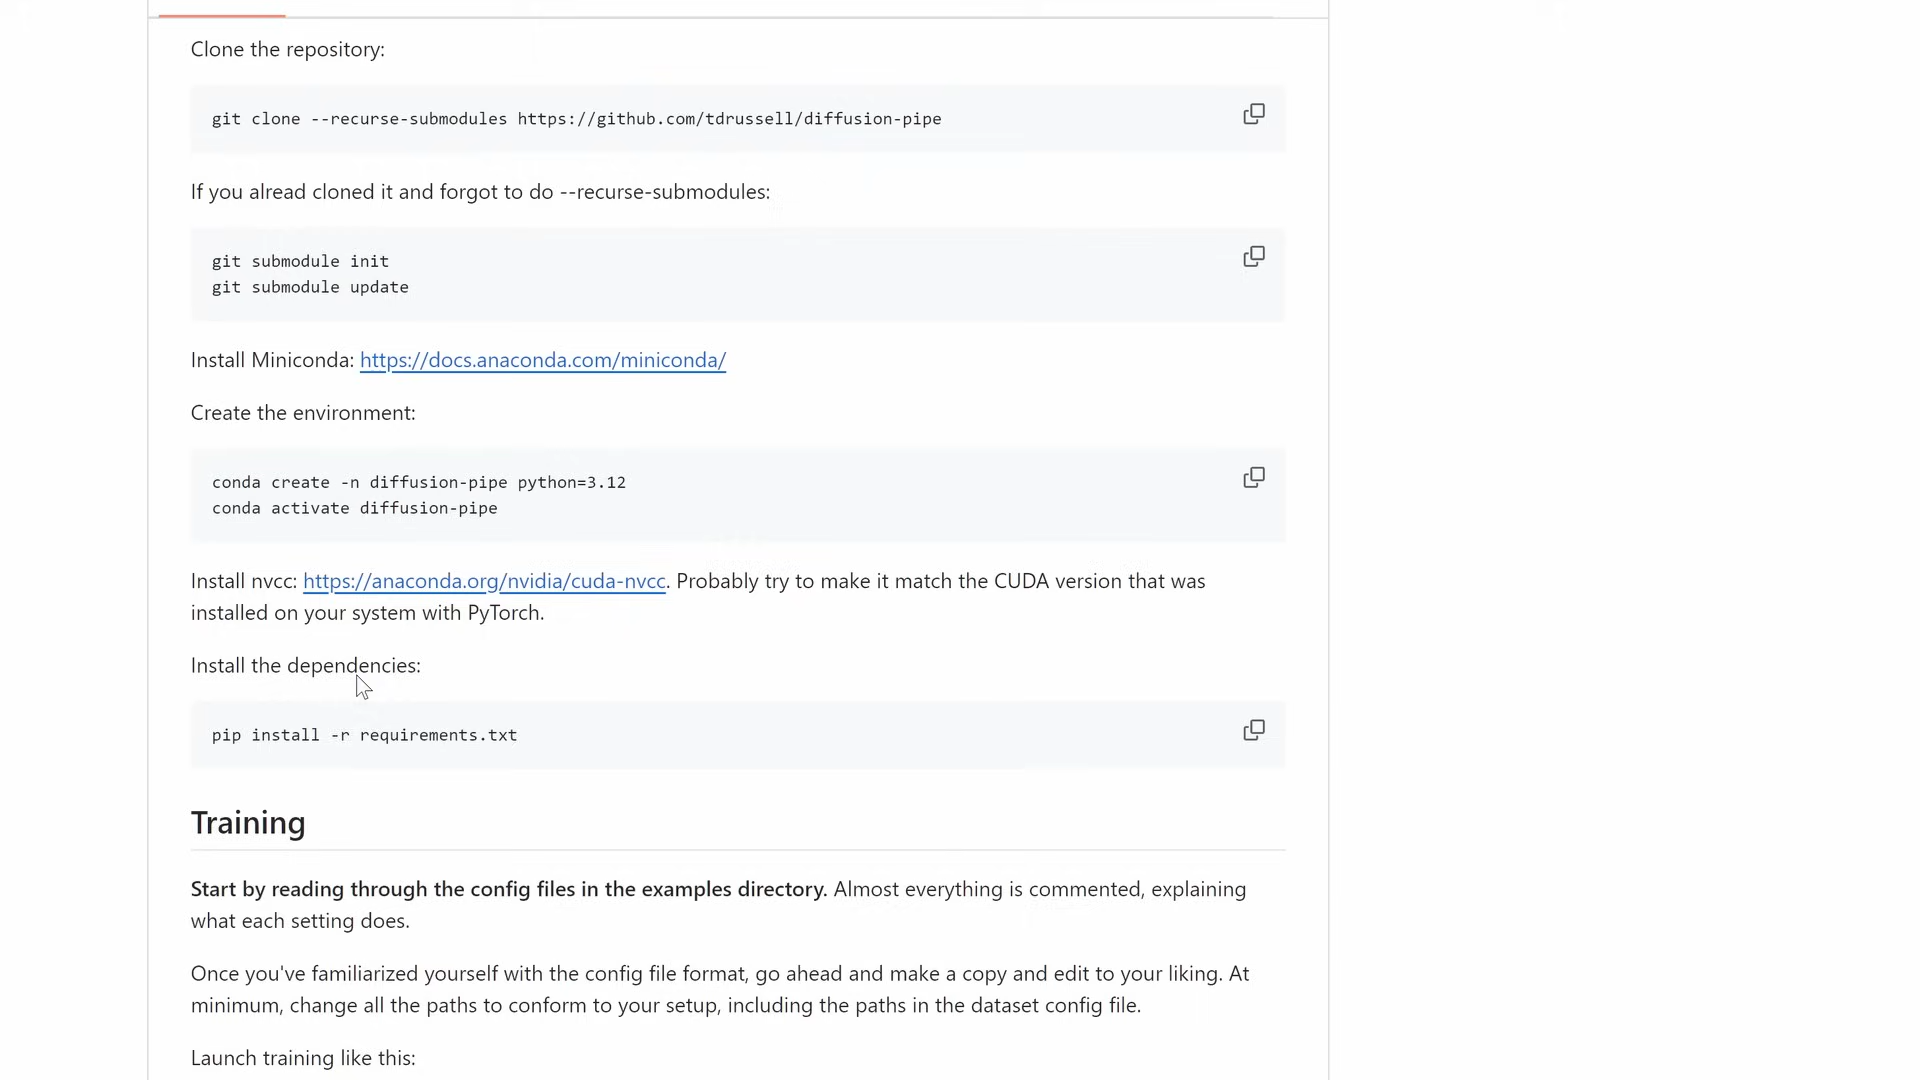 Clone the repository:
git clone --recurse-submodules https://github.com/tdrussell/diffusion-pipe
If you alread cloned it and forgot to do --recurse-submodules:
git submodule init
git submodule update
Install Miniconda: https://docs.anaconda.com/miniconda/
Create the environment:
conda create -n diffusion-pipe python=3.12
conda activate diffusion-pipe
Install nvcc: https://anaconda.org/nvidia/cuda-nvcc. Probably try to make it match the CUDA version that was
installed on your system with PyTorch.
Install the dependencies:
pip install -r requirements.txt
Training
Start by reading through the config files in the examples directory. Almost everything is commented, explaining
what each setting does.
Once you've familiarized yourself with the config file format, go ahead and make a copy and edit to your liking. At
minimum, change all the paths to conform to your setup, including the paths in the dataset config file.
Launch training like this: